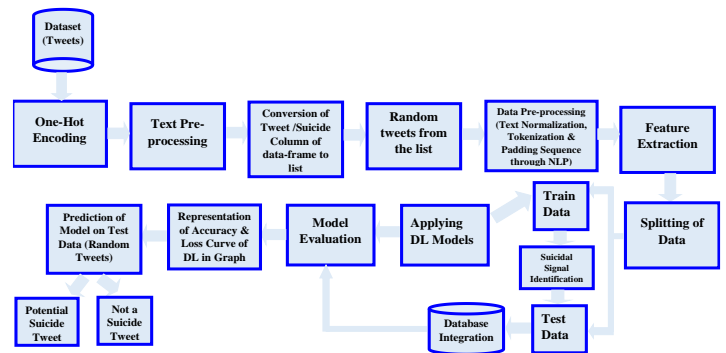 Dataset
(Tweets)
One-Hot
Encoding
Text Pre-
processing
Conversion of
Tweet /Suicide
Column of
data-frame to
list
Random
tweets from
the list
Data Pre-processing
(Text Normalization,
Tokenization &
Padding Sequence
through NLP)
Feature
Extraction
Splitting of
Data
Train
Data
Suicidal
Signal
Identification
Test
Data
Database
Integration
Applying
DL Models
Model
Evaluation
Representation
of Accuracy &
Loss Curve of
DL in Graph
Prediction of
Model on Test
Data (Random
Tweets)
Potential
Suicide
Tweet
Not a
Suicide
Tweet